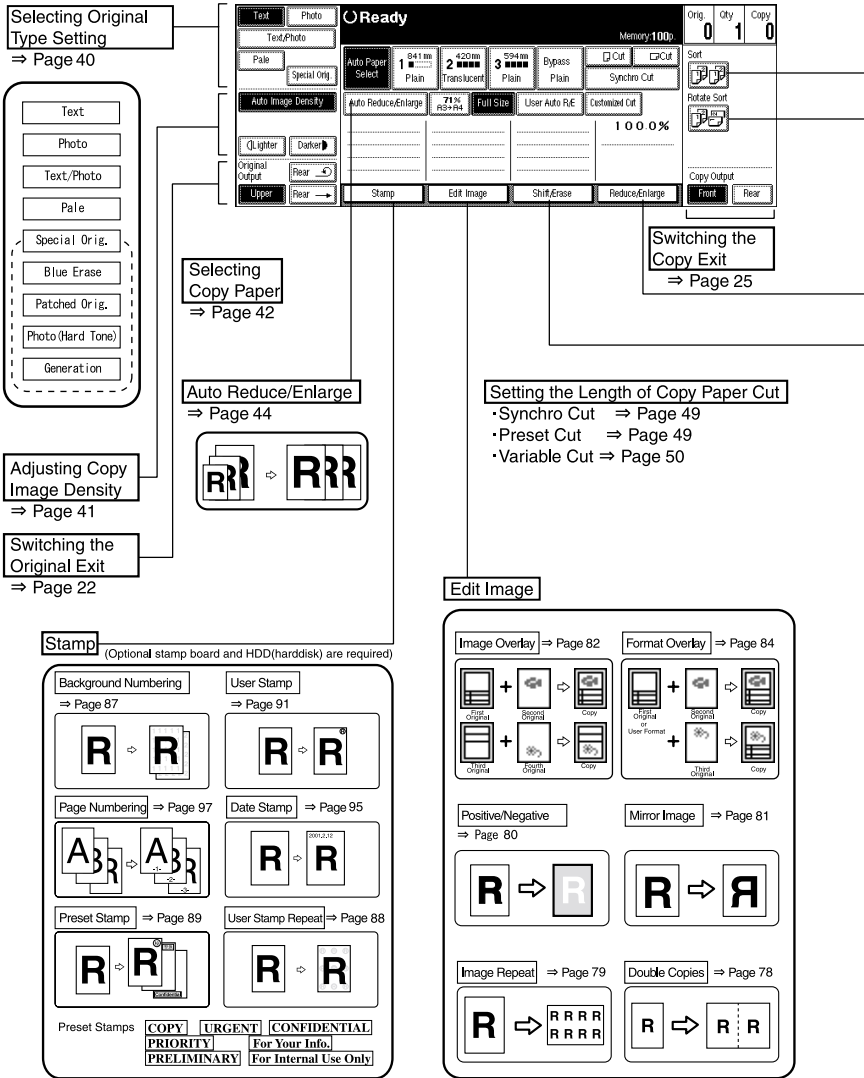 Selecting Original
Type Setting
⇒ Page 40
Text
Photo
Text/Photo
Pale
Special Orig.
Blue Erase
Patched Orig.
Photo(Hard Tone)
Generation
Adjusting Copy
Image Density
⇒ Page 41
Switching the
Original Exit
⇒ Page 22
Text Photo
Text/Photo
Pale
Special Orig.
Auto Image Density
Lighter Darker
Original
Output
Rear
Upper Rear
Ready
Memory:100p.
Auto Paper
Select
1 841mm
Plain
2 420mm
Translucent
3 594mm
Plain
Bypass
Plain
Cut Cut
Synchro Cut
Auto Reduce/Enlarge
71%
A3→A4
Full Size
User Auto R/E
Customized Cut
100.0%
Stamp Edit Image Shift/Erase Reduce/Enlarge
Orig. Qty Copy
0 1 0
Sort
Rotate Sort
Copy Output
Front Rear
Switching the
Copy Exit
⇒ Page 25
Selecting
Copy Paper
⇒ Page 42
Auto Reduce/Enlarge
⇒ Page 44
R R R ⇨ R R R
Setting the Length of Copy Paper Cut
·Synchro Cut ⇒ Page 49
·Preset Cut ⇒ Page 49
·Variable Cut ⇒ Page 50
Stamp
(Optional stamp board and HDD(harddisk) are required)
Background Numbering
⇒ Page 87
R ⇨ R
User Stamp
⇒ Page 91
R ⇨ R
Page Numbering ⇒ Page 97
A B R ⇨ A B R
-1- -2- -3-
Date Stamp ⇒ Page 95
2001.2.12
R ⇨ R
Preset Stamp ⇒ Page 89
R ⇨ R
Confidential
User Stamp Repeat ⇒ Page 88
R ⇨ R
Preset Stamps COPY URGENT CONFIDENTIAL
PRIORITY For Your Info.
PRELIMINARY For Internal Use Only
Edit Image
Image Overlay ⇒ Page 82
First
Original
+
Second
Original
⇨
Copy
Third
Original
+
Fourth
Original
⇨
Copy
Format Overlay ⇒ Page 84
First
Original
or
User Format
+
Second
Original
⇨
Copy
+
Third
Original
⇨
Copy
Positive/Negative
⇒ Page 80
R ⇨ R
Mirror Image ⇒ Page 81
R ⇨ Я
Image Repeat ⇒ Page 79
R ⇨ R R R R
R R R R
Double Copies ⇒ Page 78
R ⇨ R R